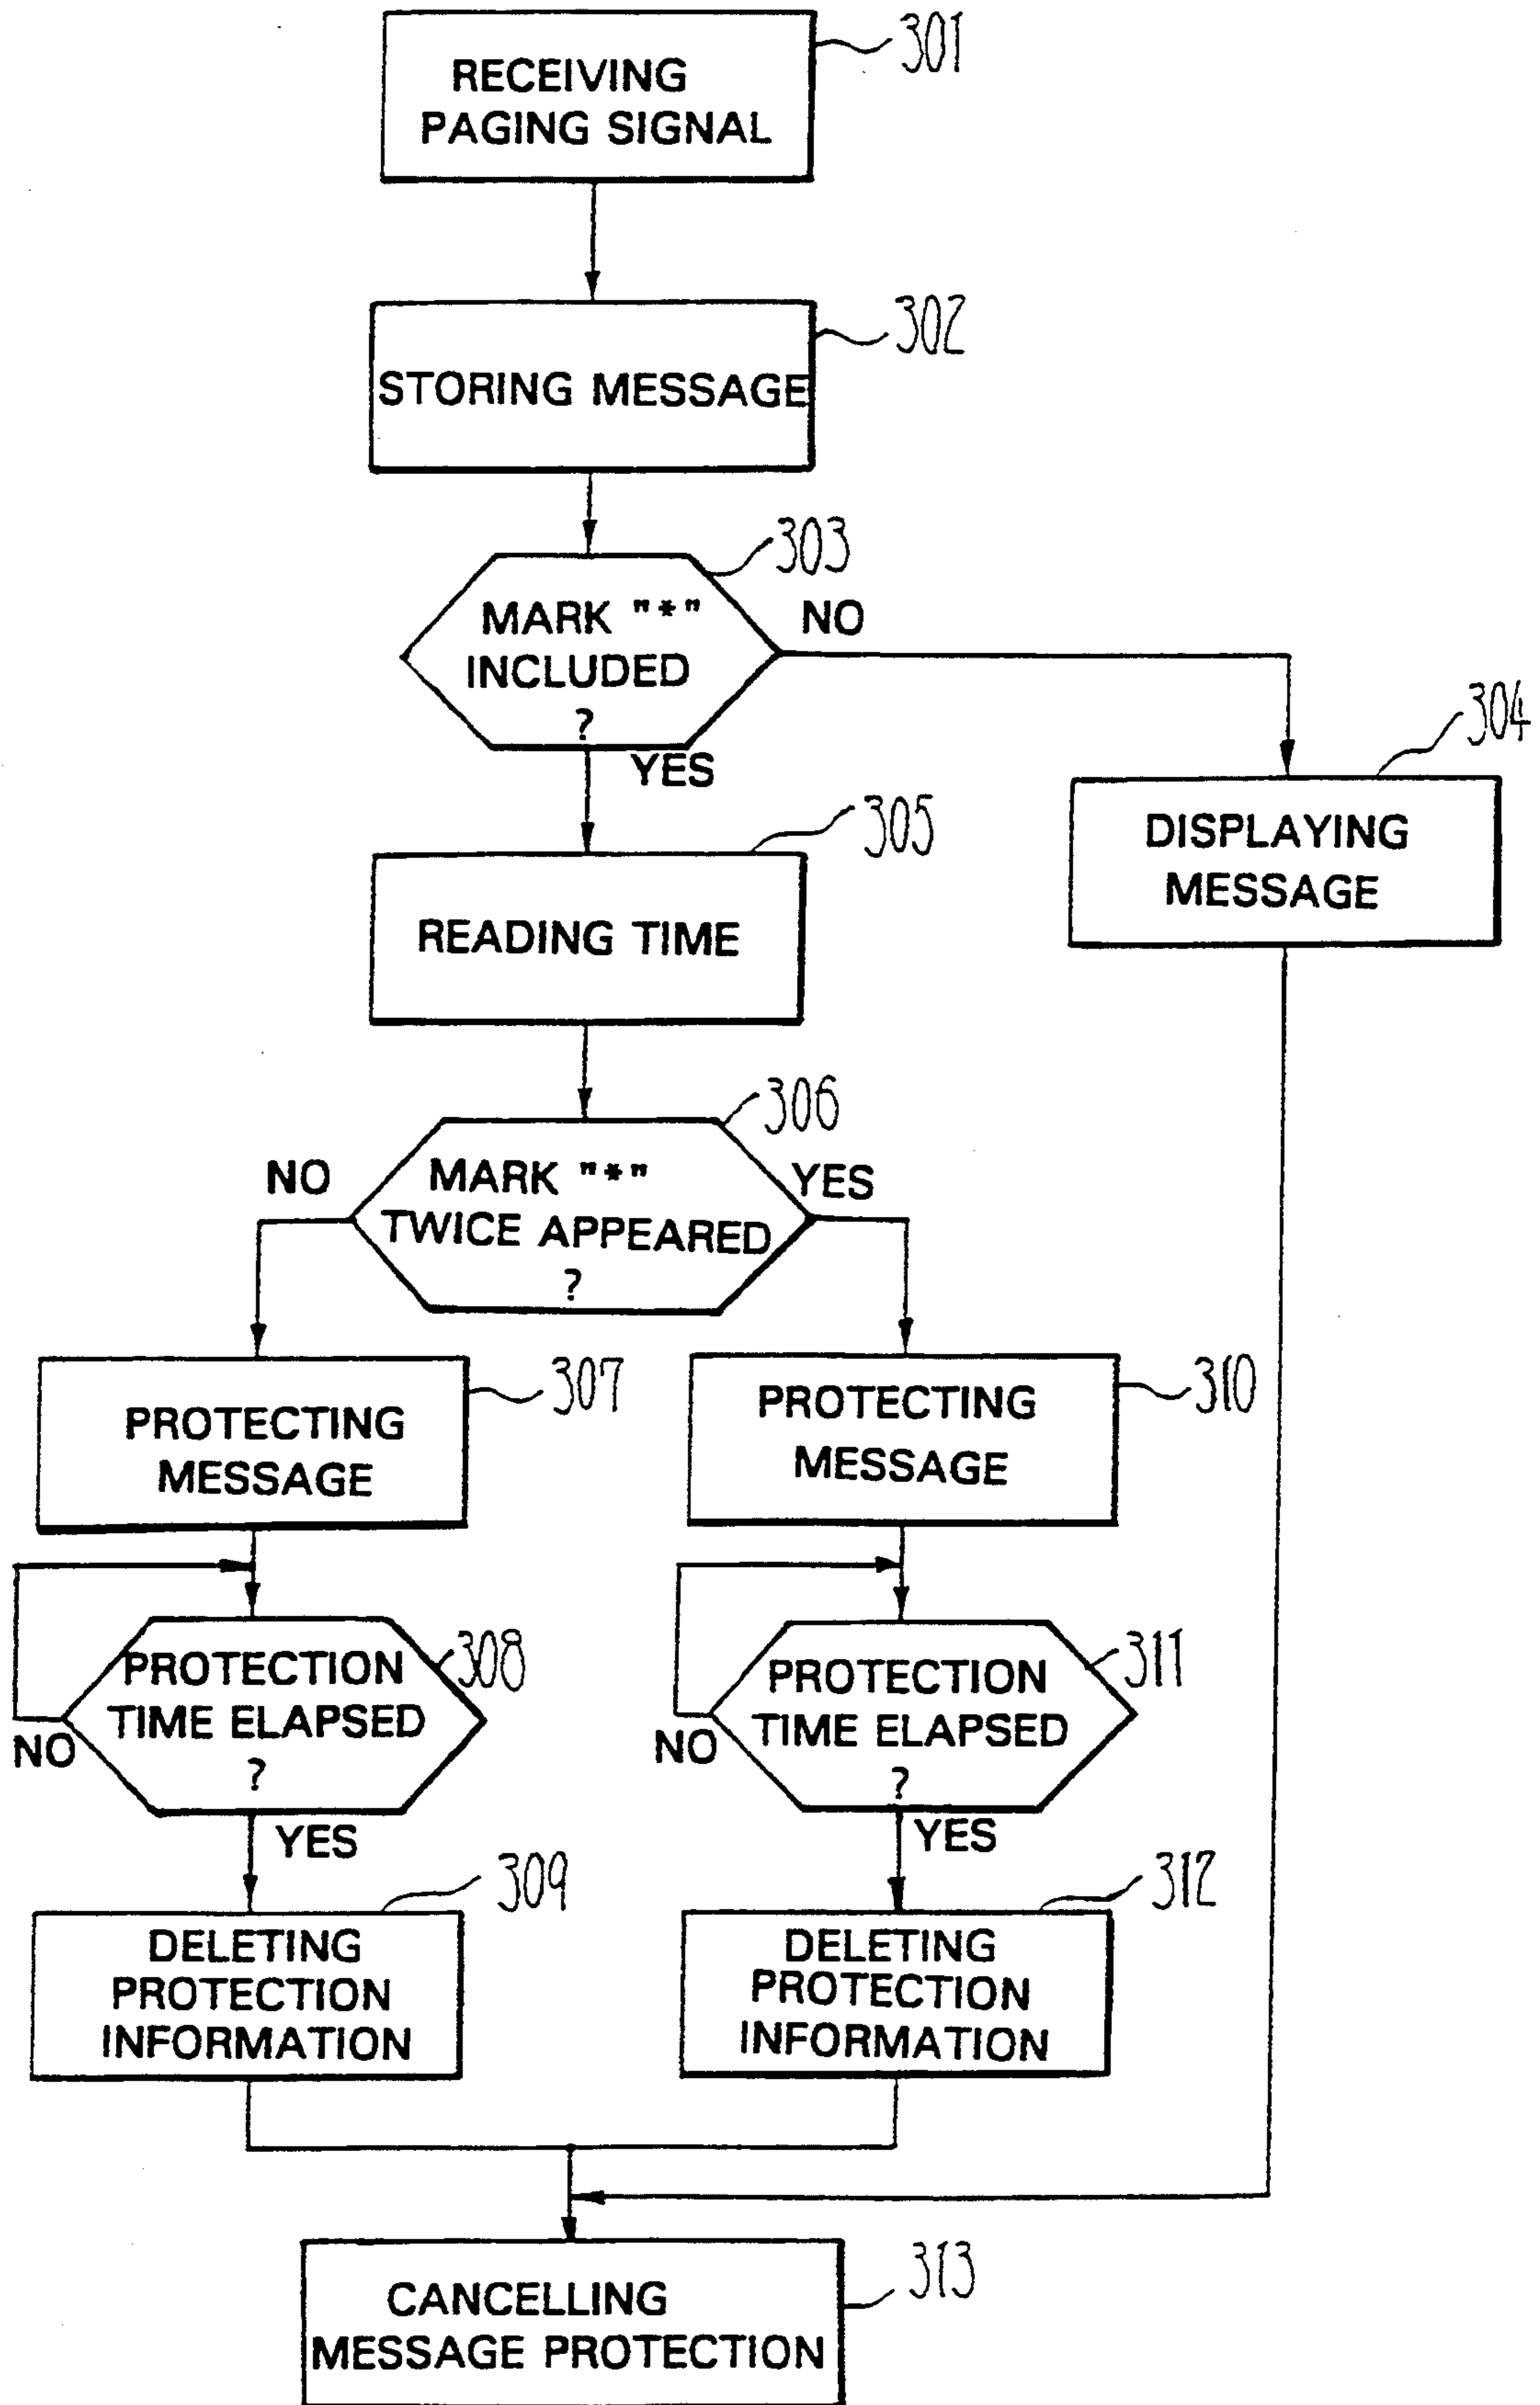 301
RECEIVING
PAGING SIGNAL
302
STORING MESSAGE
303
MARK "*"
INCLUDED
?
NO
YES
304
DISPLAYING
MESSAGE
305
READING TIME
306
MARK "*"
TWICE APPEARED
?
NO
YES
307
PROTECTING
MESSAGE
310
PROTECTING
MESSAGE
308
PROTECTION
TIME ELAPSED
?
NO
YES
311
PROTECTION
TIME ELAPSED
?
NO
YES
309
DELETING
PROTECTION
INFORMATION
312
DELETING
PROTECTION
INFORMATION
313
CANCELLING
MESSAGE PROTECTION